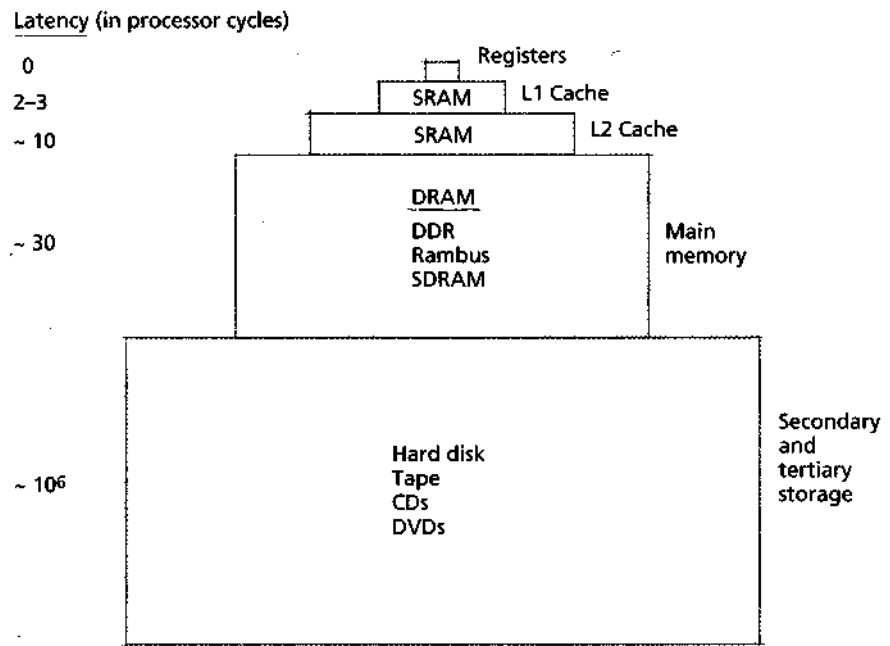 Latency (in processor cycles)
0
Registers
2–3
SRAM
L1 Cache
~ 10
SRAM
L2 Cache
~ 30
DRAM
DDR
Rambus
SDRAM
Main
memory
~ 10⁶
Hard disk
Tape
CDs
DVDs
Secondary
and
tertiary
storage